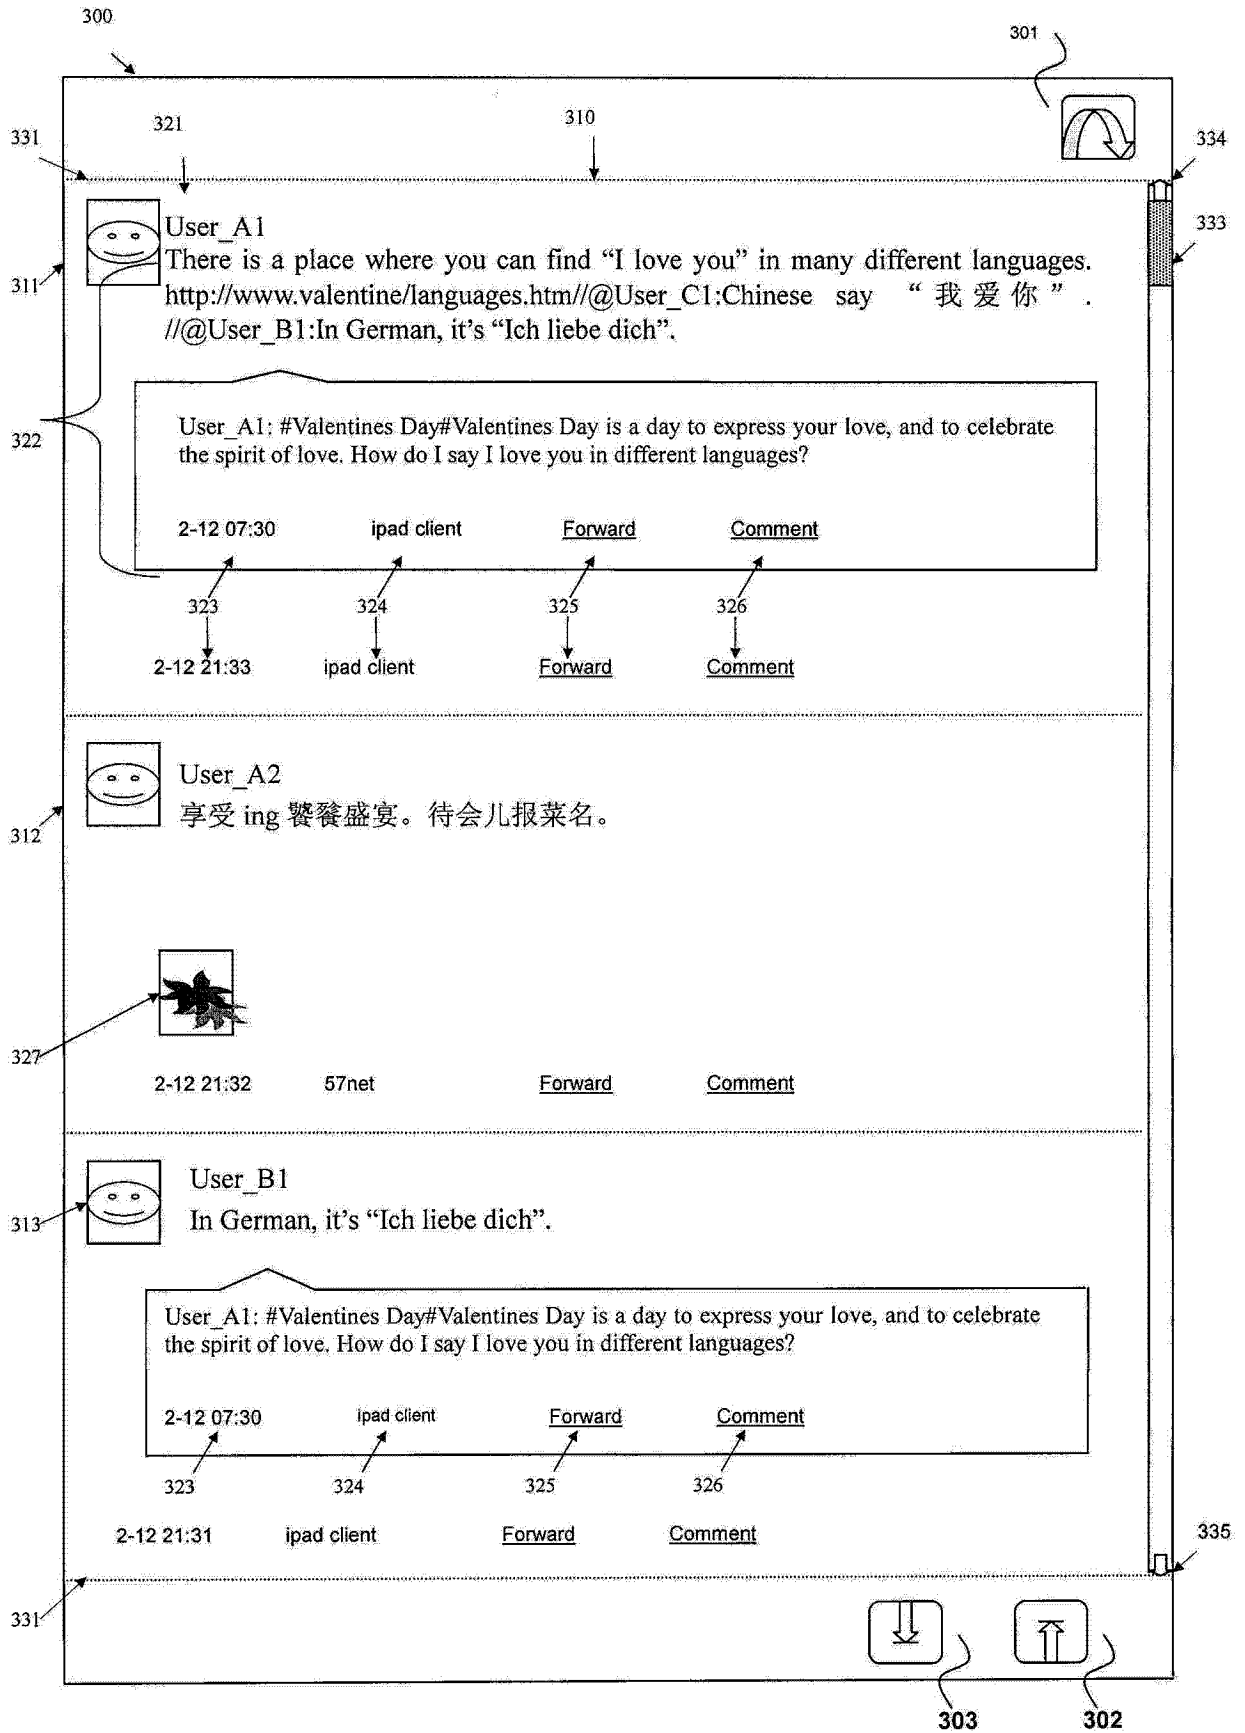 300
301
321
310
331
334
User_A1
333
There is a place where you can find “I love you” in many different languages.
311
http://www.valentine/languages.htm//@User_C1:Chinese say “我爱你”.
//@User_B1:In German, it’s “Ich liebe dich”.
322
User_A1: #Valentines Day#Valentines Day is a day to express your love, and to celebrate
the spirit of love. How do I say I love you in different languages?
2-12 07:30 ipad client Forward Comment
323 324 325 326
2-12 21:33 ipad client Forward Comment
User_A2
享受 ing 饕餮盛宴。待会儿报菜名。
312
327
2-12 21:32 57net Forward Comment
User_B1
313
In German, it’s “Ich liebe dich”.
User_A1: #Valentines Day#Valentines Day is a day to express your love, and to celebrate
the spirit of love. How do I say I love you in different languages?
2-12 07:30 ipad client Forward Comment
323 324 325 326
2-12 21:31 ipad client Forward Comment
335
331
303 302